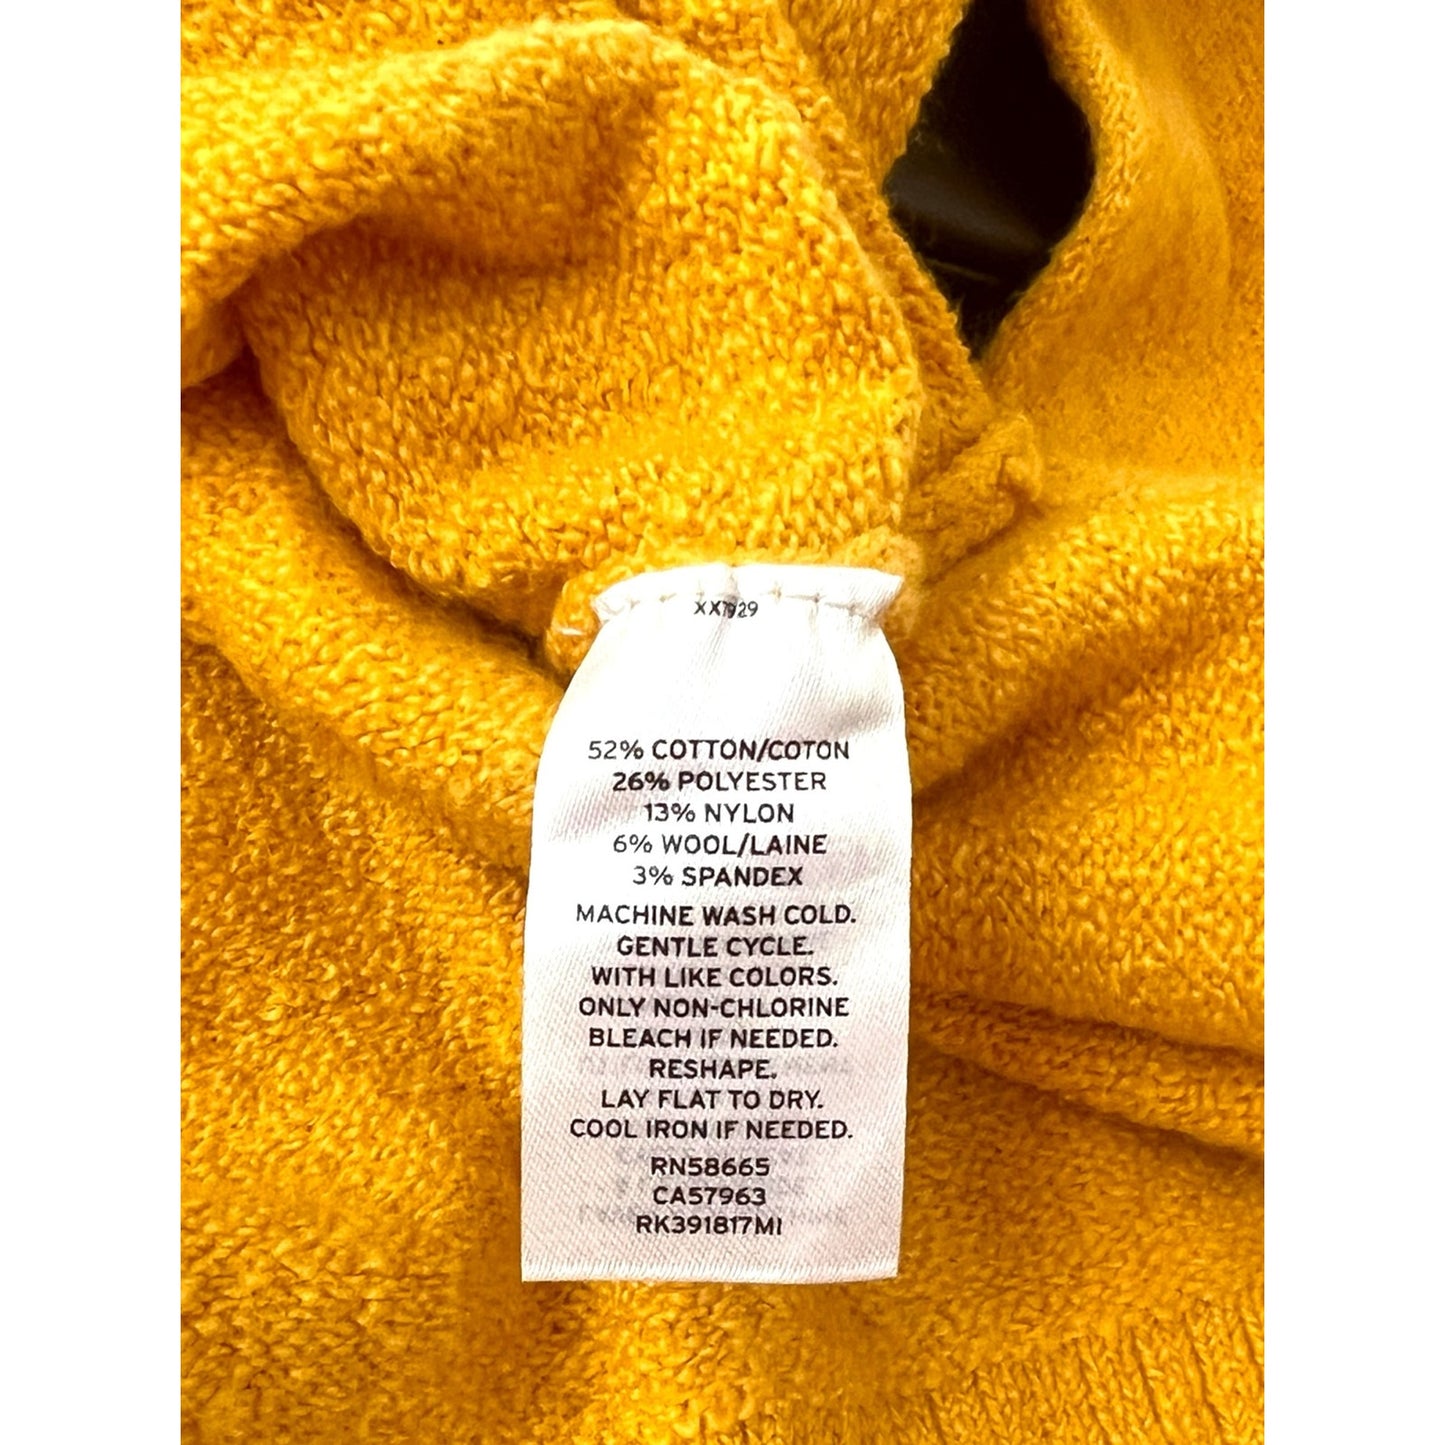 52% COTTON/COTON
26% POLYESTER
13% NYLON
6% WOOL/LAINE
3% SPANDEX
MACHINE WASH COLD.
GENTLE CYCLE.
WITH LIKE COLORS.
ONLY NON-CHLORINE
BLEACH IF NEEDED.
RESHAPE.
LAY FLAT TO DRY.
COOL IRON IF NEEDED.
RN58665
CA57963
RK391817MI